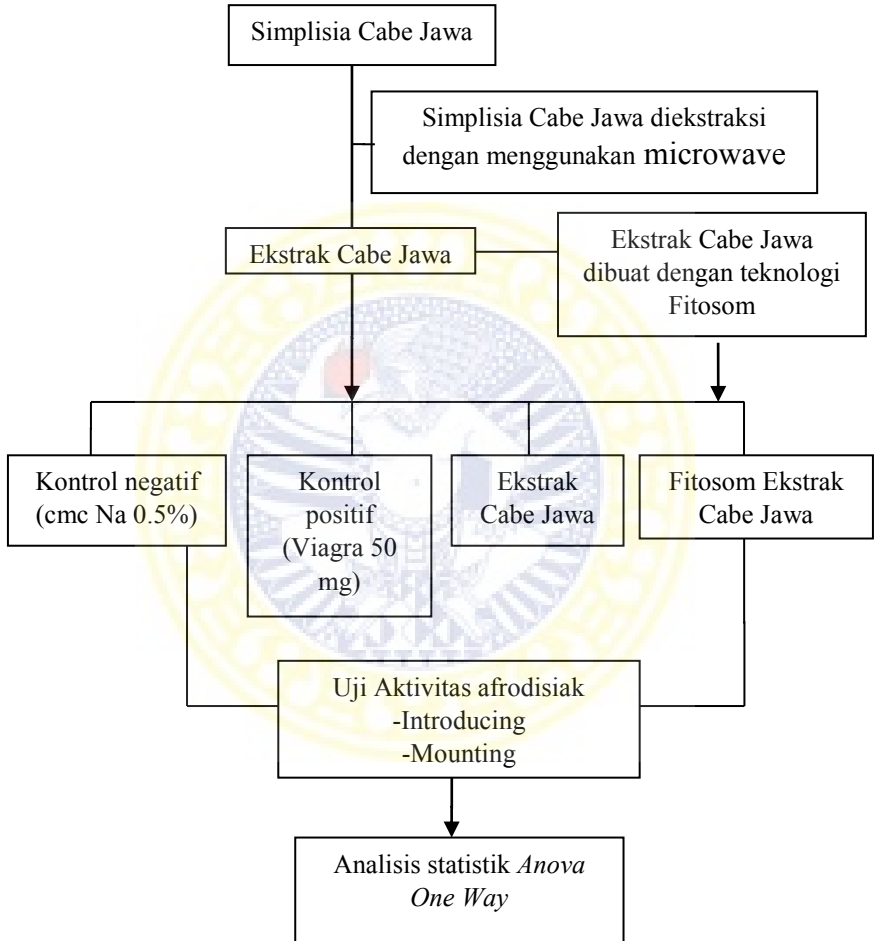 Simplisia Cabe Jawa
Simplisia Cabe Jawa diekstraksi
dengan menggunakan microwave
Ekstrak Cabe Jawa
Ekstrak Cabe Jawa
dibuat dengan teknologi
Fitosom
Kontrol negatif
(cmc Na 0.5%)
Kontrol
positif
(Viagra 50
mg)
Ekstrak
Cabe Jawa
Fitosom Ekstrak
Cabe Jawa
Uji Aktivitas afrodisiak
-Introducing
-Mounting
Analisis statistik Anova
One Way